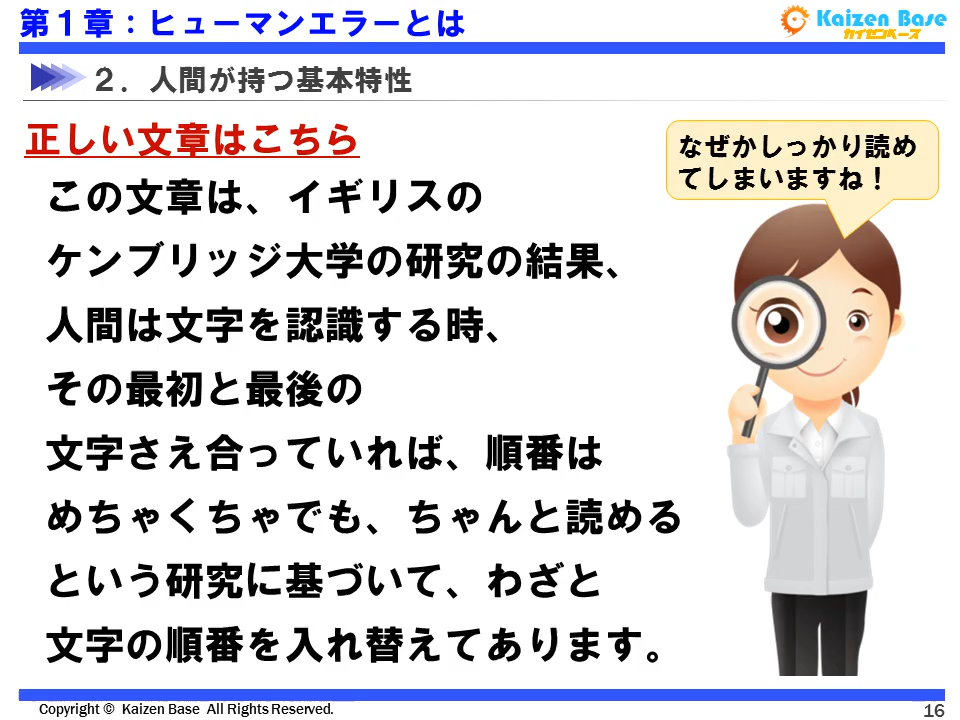 第１章：ヒューマンエラーとは
Kaizen Base
カイゼンベース
２．人間が持つ基本特性
正しい文章はこちら
なぜかしっかり読め
てしまいますね！
この文章は、イギリスの
ケンブリッジ大学の研究の結果、
人間は文字を認識する時、
その最初と最後の
文字さえ合っていれば、順番は
めちゃくちゃでも、ちゃんと読める
という研究に基づいて、わざと
文字の順番を入れ替えてあります。
Copyright © Kaizen Base All Rights Reserved.
16